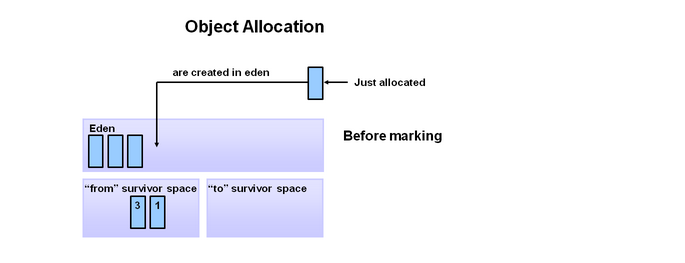 Object Allocation
are created in eden
Just allocated
Eden
Before marking
“from” survivor space
“to” survivor space
3 1